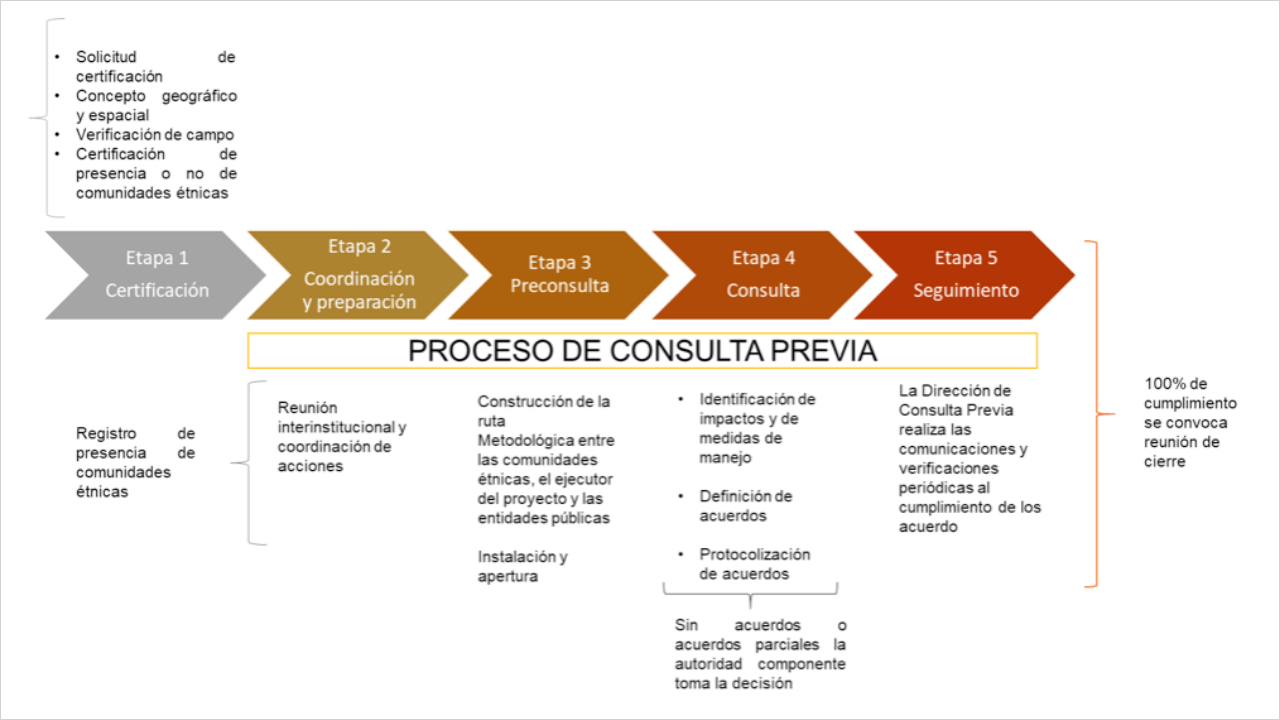 • Solicitud de
certificación
• Concepto geográfico
y espacial
• Verificación de campo
• Certificación de
presencia o no de
comunidades étnicas
Etapa 1
Certificación
Etapa 2
Coordinación
y preparación
Etapa 3
Preconsulta
Etapa 4
Consulta
Etapa 5
Seguimiento
PROCESO DE CONSULTA PREVIA
Registro de
presencia de
comunidades
étnicas
Reunión
interinstitucional y
coordinación de
acciones
Construcción de la
ruta
Metodológica entre
las comunidades
étnicas, el ejecutor
del proyecto y las
entidades públicas
Instalación y
apertura
• Identificación de
impactos y de
medidas de
manejo
• Definición de
acuerdos
• Protocolización
de acuerdos
Sin acuerdos o
acuerdos parciales la
autoridad componente
toma la decisión
La Dirección de
Consulta Previa
realiza las
comunicaciones y
verificaciones
periódicas al
cumplimiento de los
acuerdo
100% de
cumplimiento
se convoca
reunión de
cierre